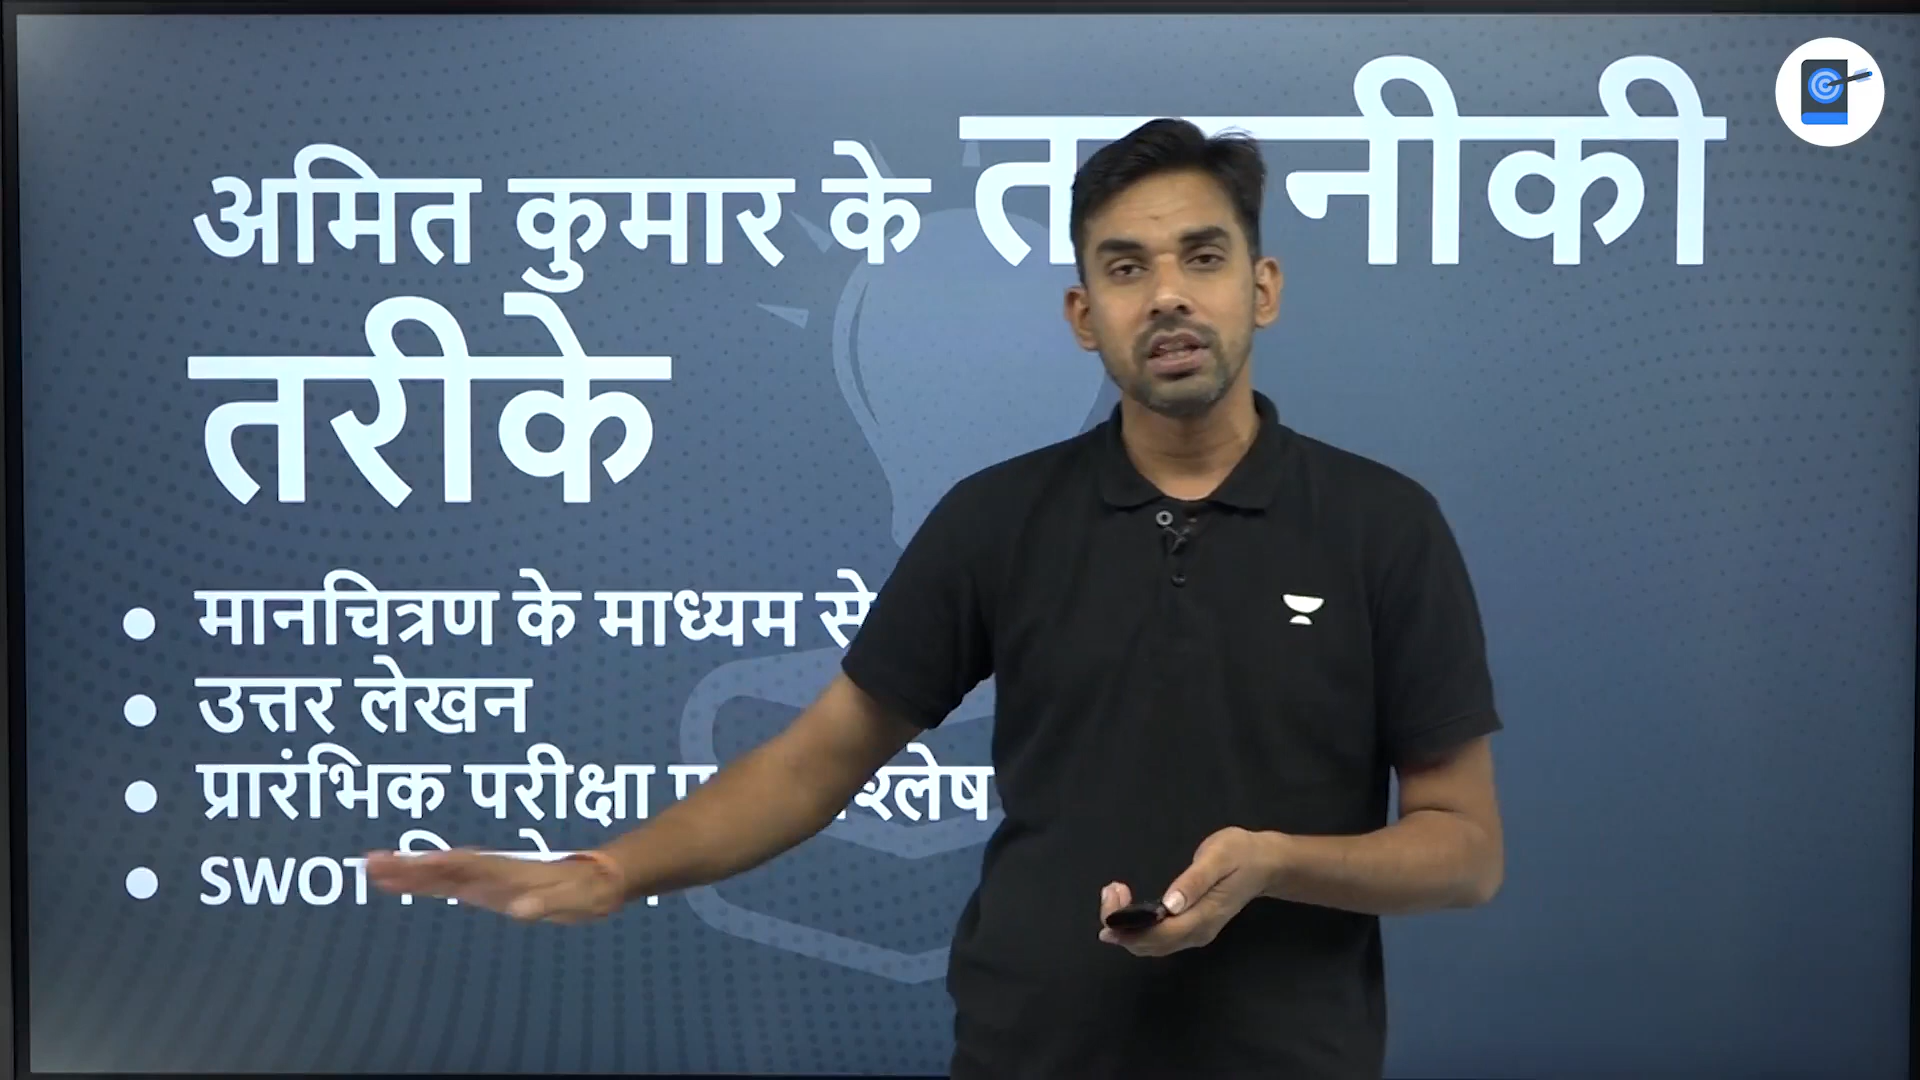 अमित कुमार के
तरीके
मानचित्रण के माध्यम से
उत्तर लेखन
प्रारंभिक परीक्षा
SWOT